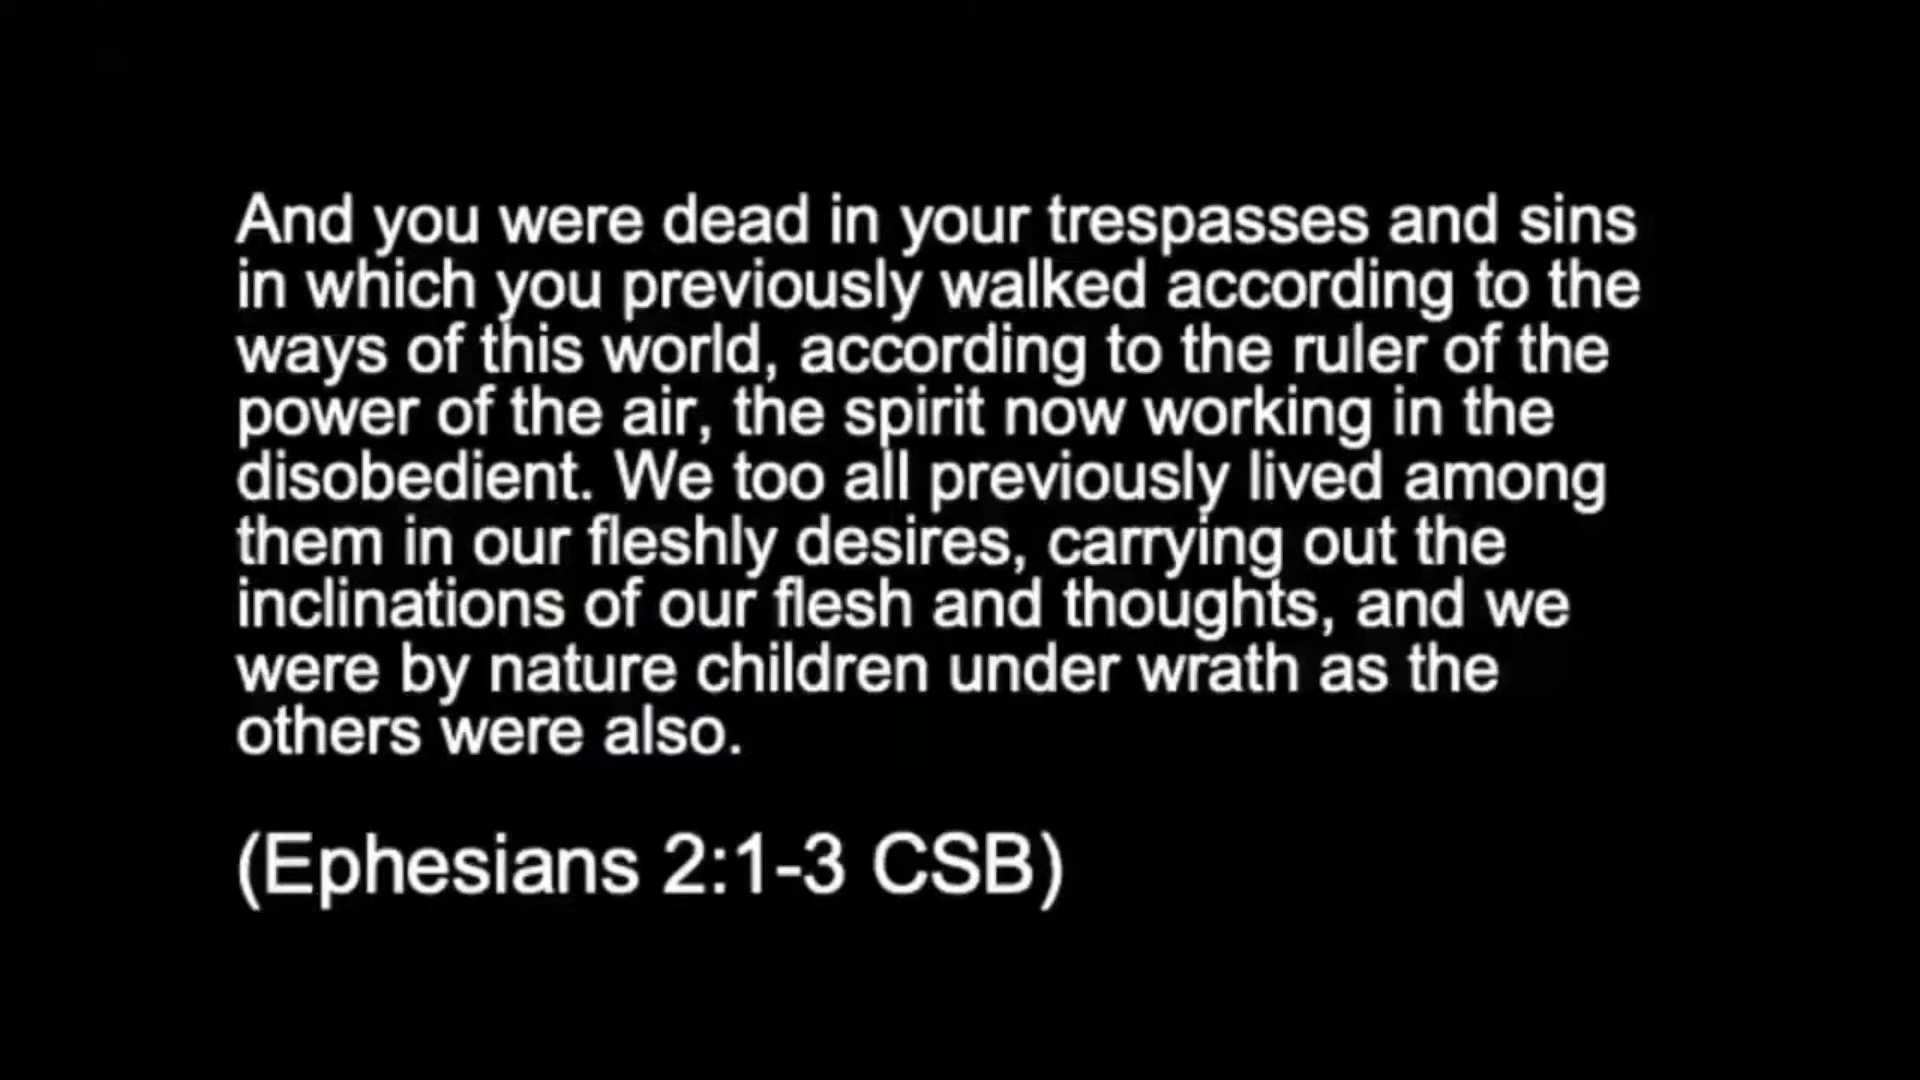 And you were dead in your trespasses and sins
in which you previously walked according to the
ways of this world, according to the ruler of the
power of the air, the spirit now working in the
disobedient. We too all previously lived among
them in our fleshly desires, carrying out the
inclinations of our flesh and thoughts, and we
were by nature children under wrath as the
others were also.
(Ephesians 2:1-3 CSB)